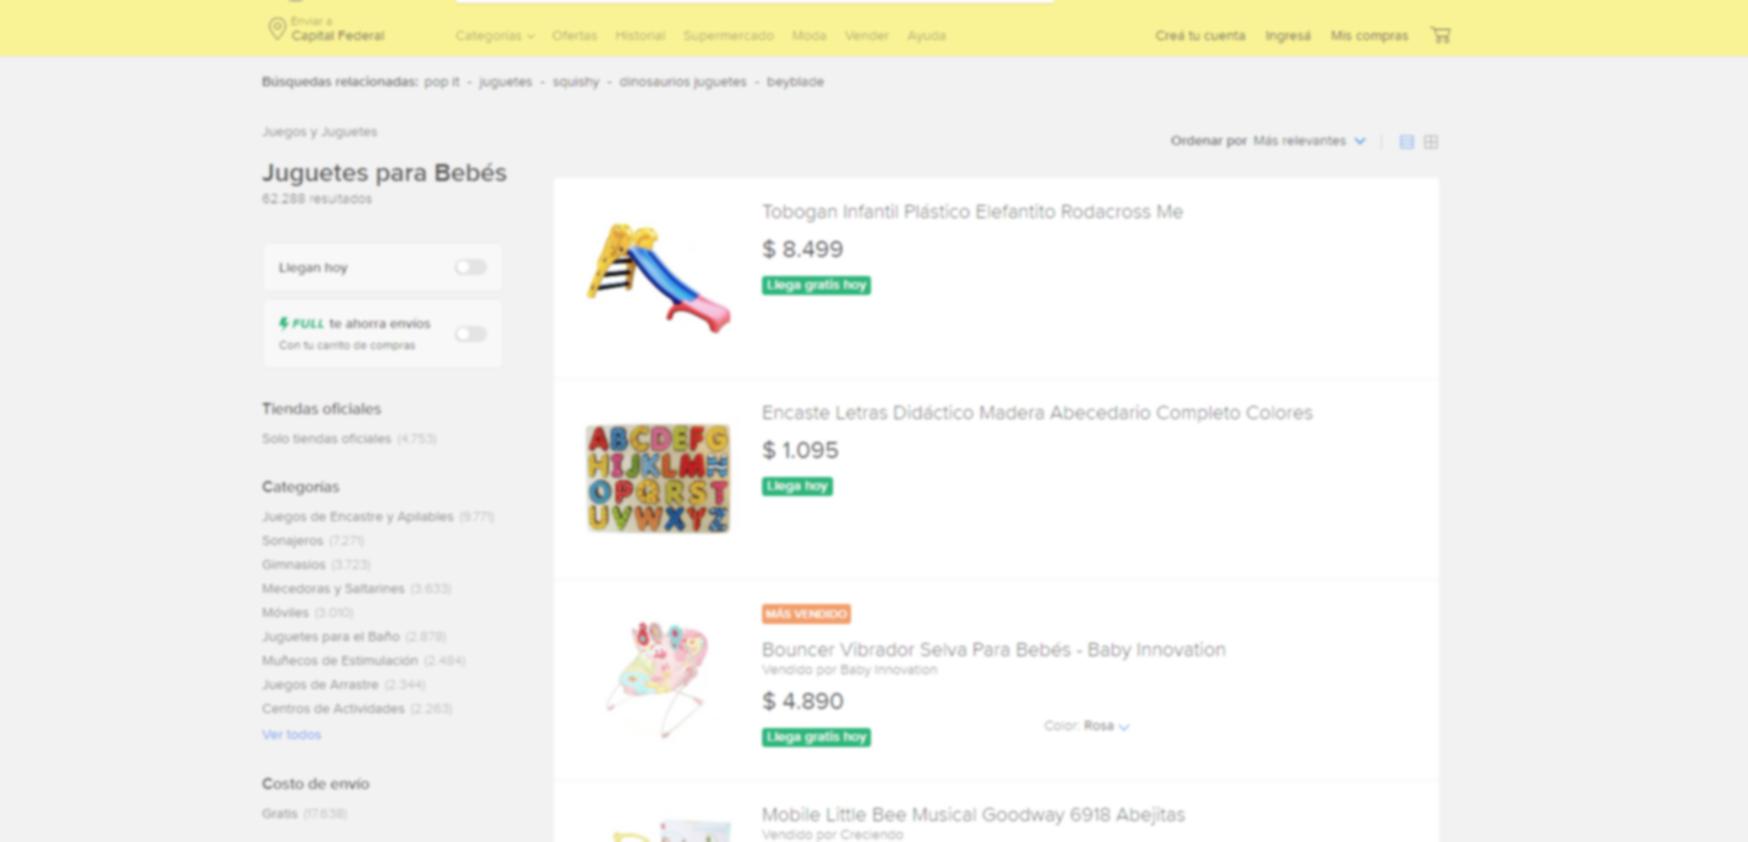 Enviar a
Capital Federal
Categorías Ofertas Historial Supermercado Moda Vender Ayuda
Creá tu cuenta Ingresá Mis compras
Búsquedas relacionadas: pop it - juguetes - squishy - dinosaurios juguetes - beyblade
Juegos y Juguetes
Ordenar por Más relevantes
Juguetes para Bebés
62.288 resultados
Llegan hoy
FULL te ahorra envíos
Con tu carrito de compras
Tiendas oficiales
Solo tiendas oficiales (4.753)
Categorías
Juegos de Encastre y Apilables (9.771)
Sonajeros (7.271)
Gimnasios (3.723)
Mecedoras y Saltarines (3.633)
Móviles (3.010)
Juguetes para el Baño (2.878)
Muñecos de Estimulación (2.484)
Juegos de Arrastre (2.344)
Centros de Actividades (2.263)
Ver todos
Costo de envío
Gratis (17.638)
Tobogan Infantil Plástico Elefantito Rodacross Me
$ 8.499
Llega gratis hoy
ABCDEFG
HIJKLMN
OPQRST
UVWXYZ
Encaste Letras Didáctico Madera Abecedario Completo Colores
$ 1.095
Llega hoy
MÁS VENDIDO
Bouncer Vibrador Selva Para Bebés - Baby Innovation
Vendido por Baby Innovation
$ 4.890
Llega gratis hoy
Color: Rosa
Mobile Little Bee Musical Goodway 6918 Abejitas
Vendido por Creciendo